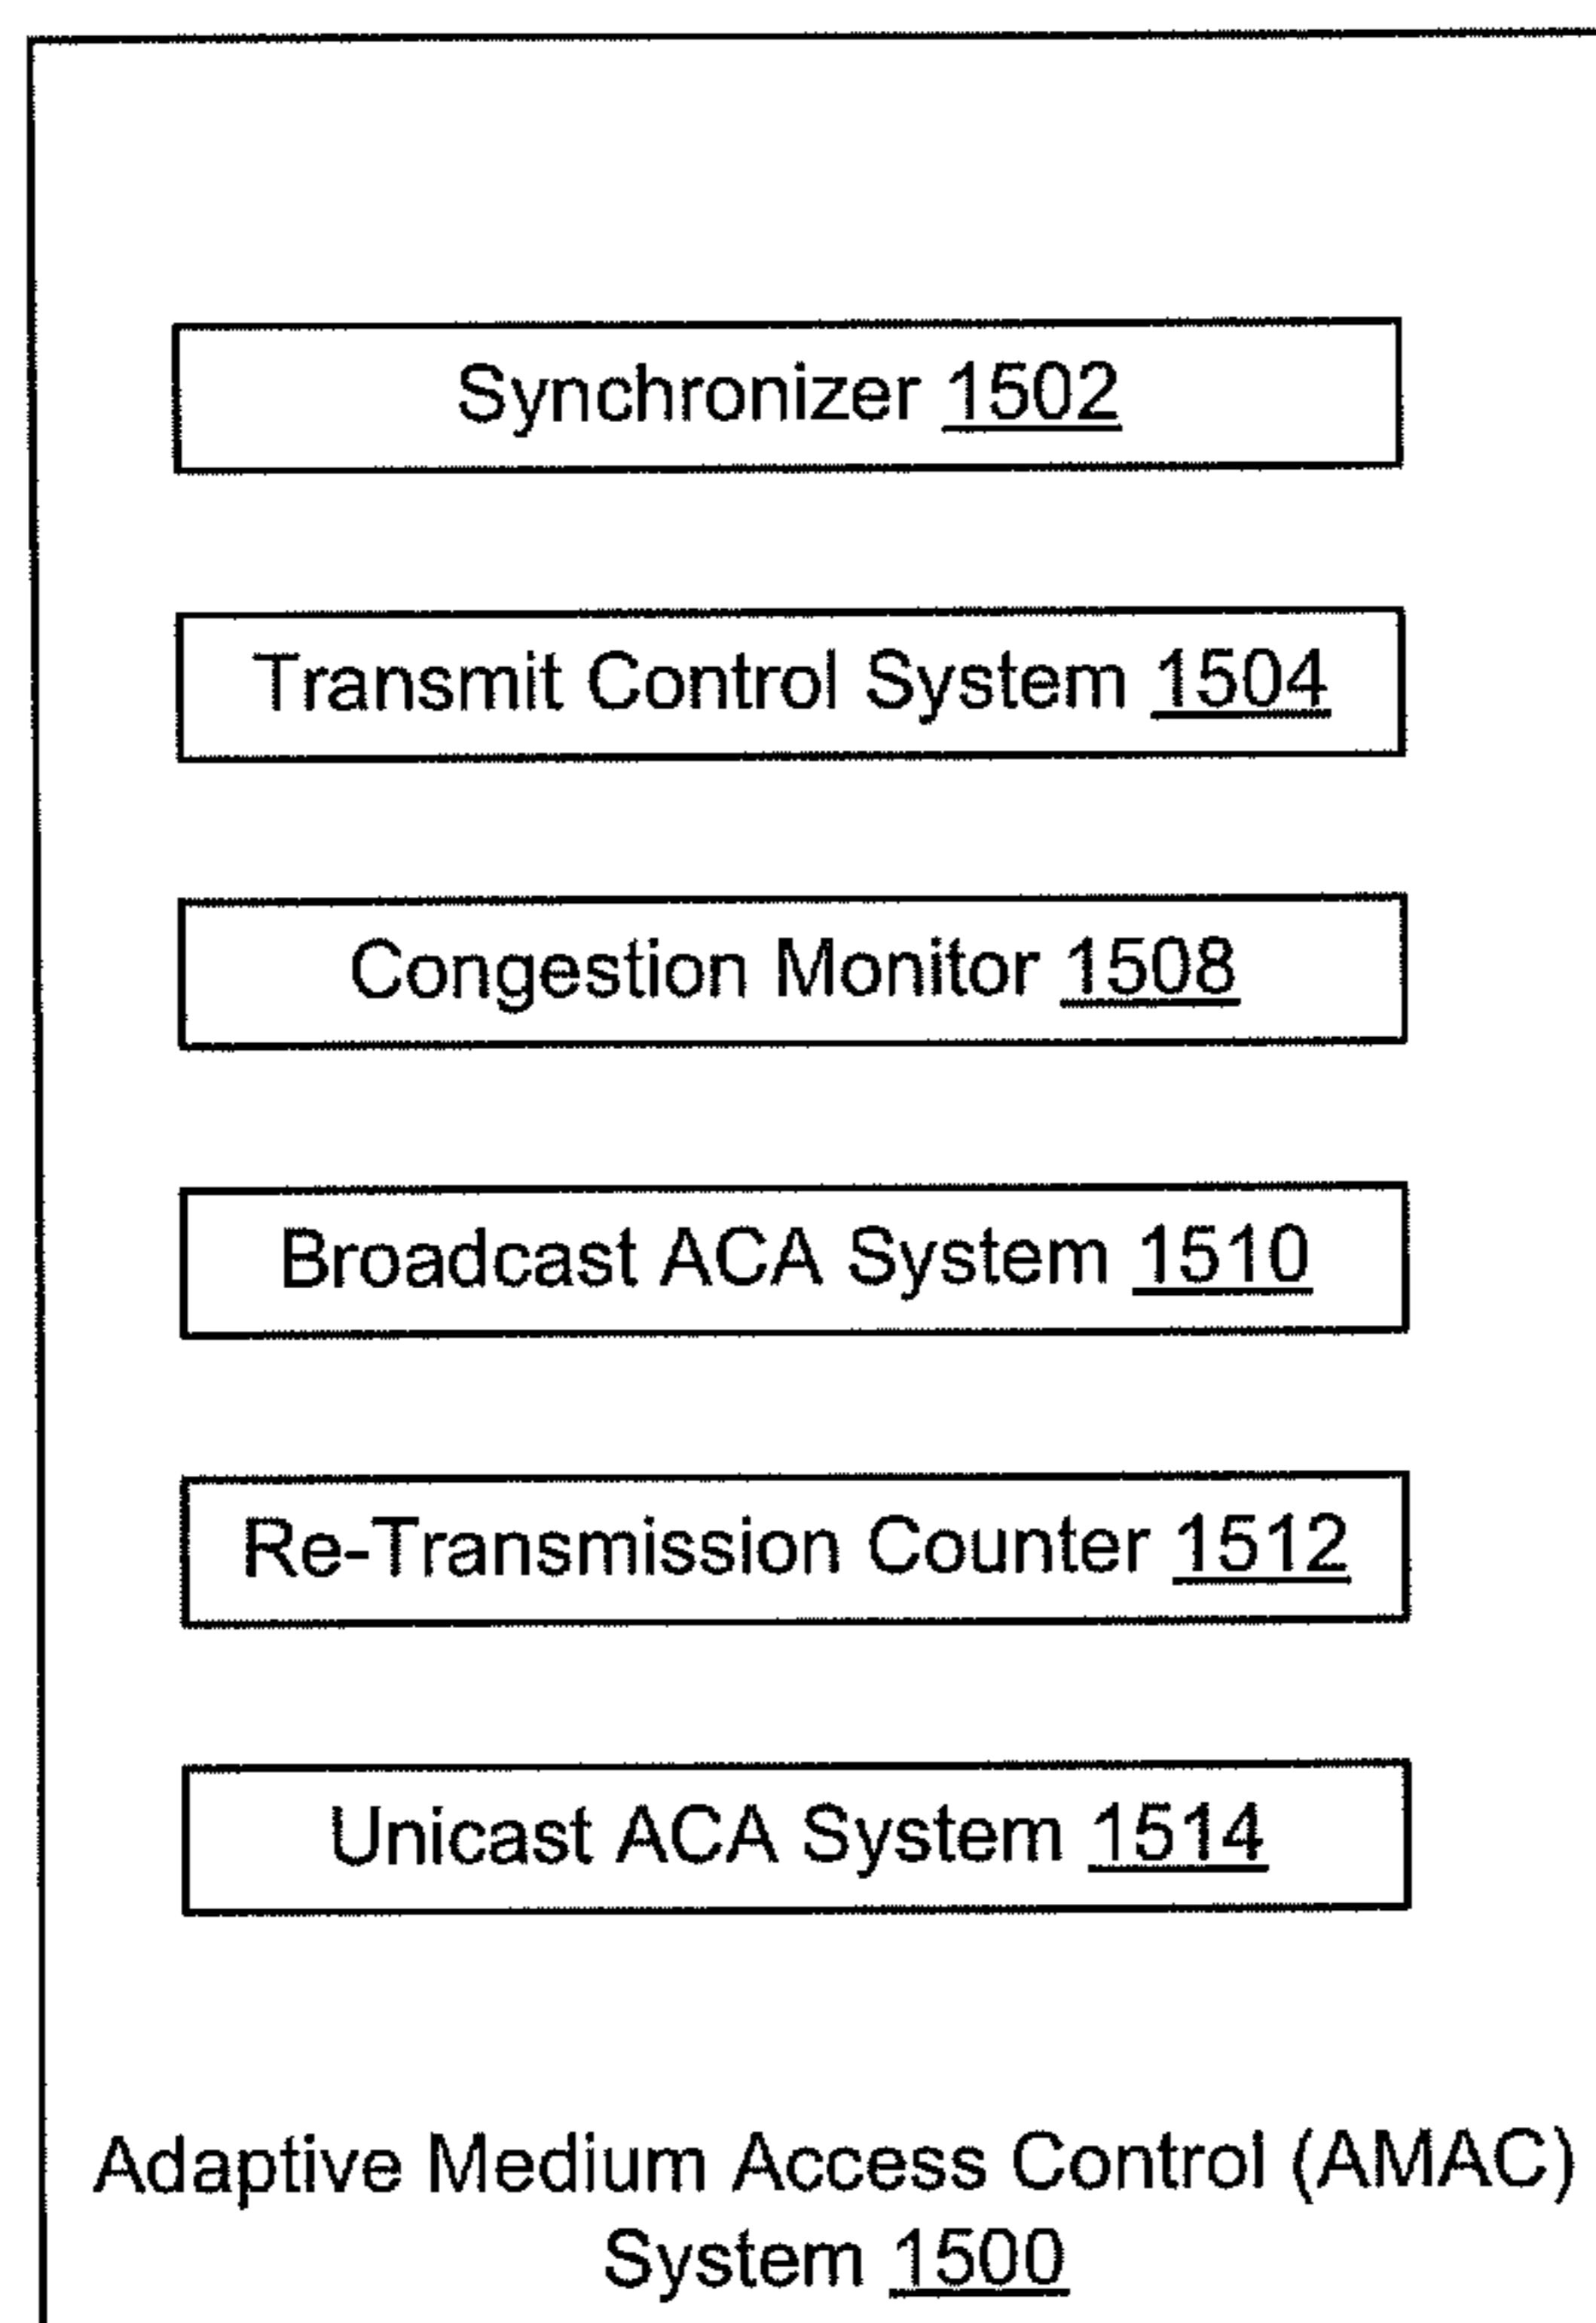 Synchronizer 1502
Transmit Control System 1504
Congestion Monitor 1508
Broadcast ACA System 1510
Re-Transmission Counter 1512
Unicast ACA System 1514
Adaptive Medium Access Control (AMAC)
System 1500